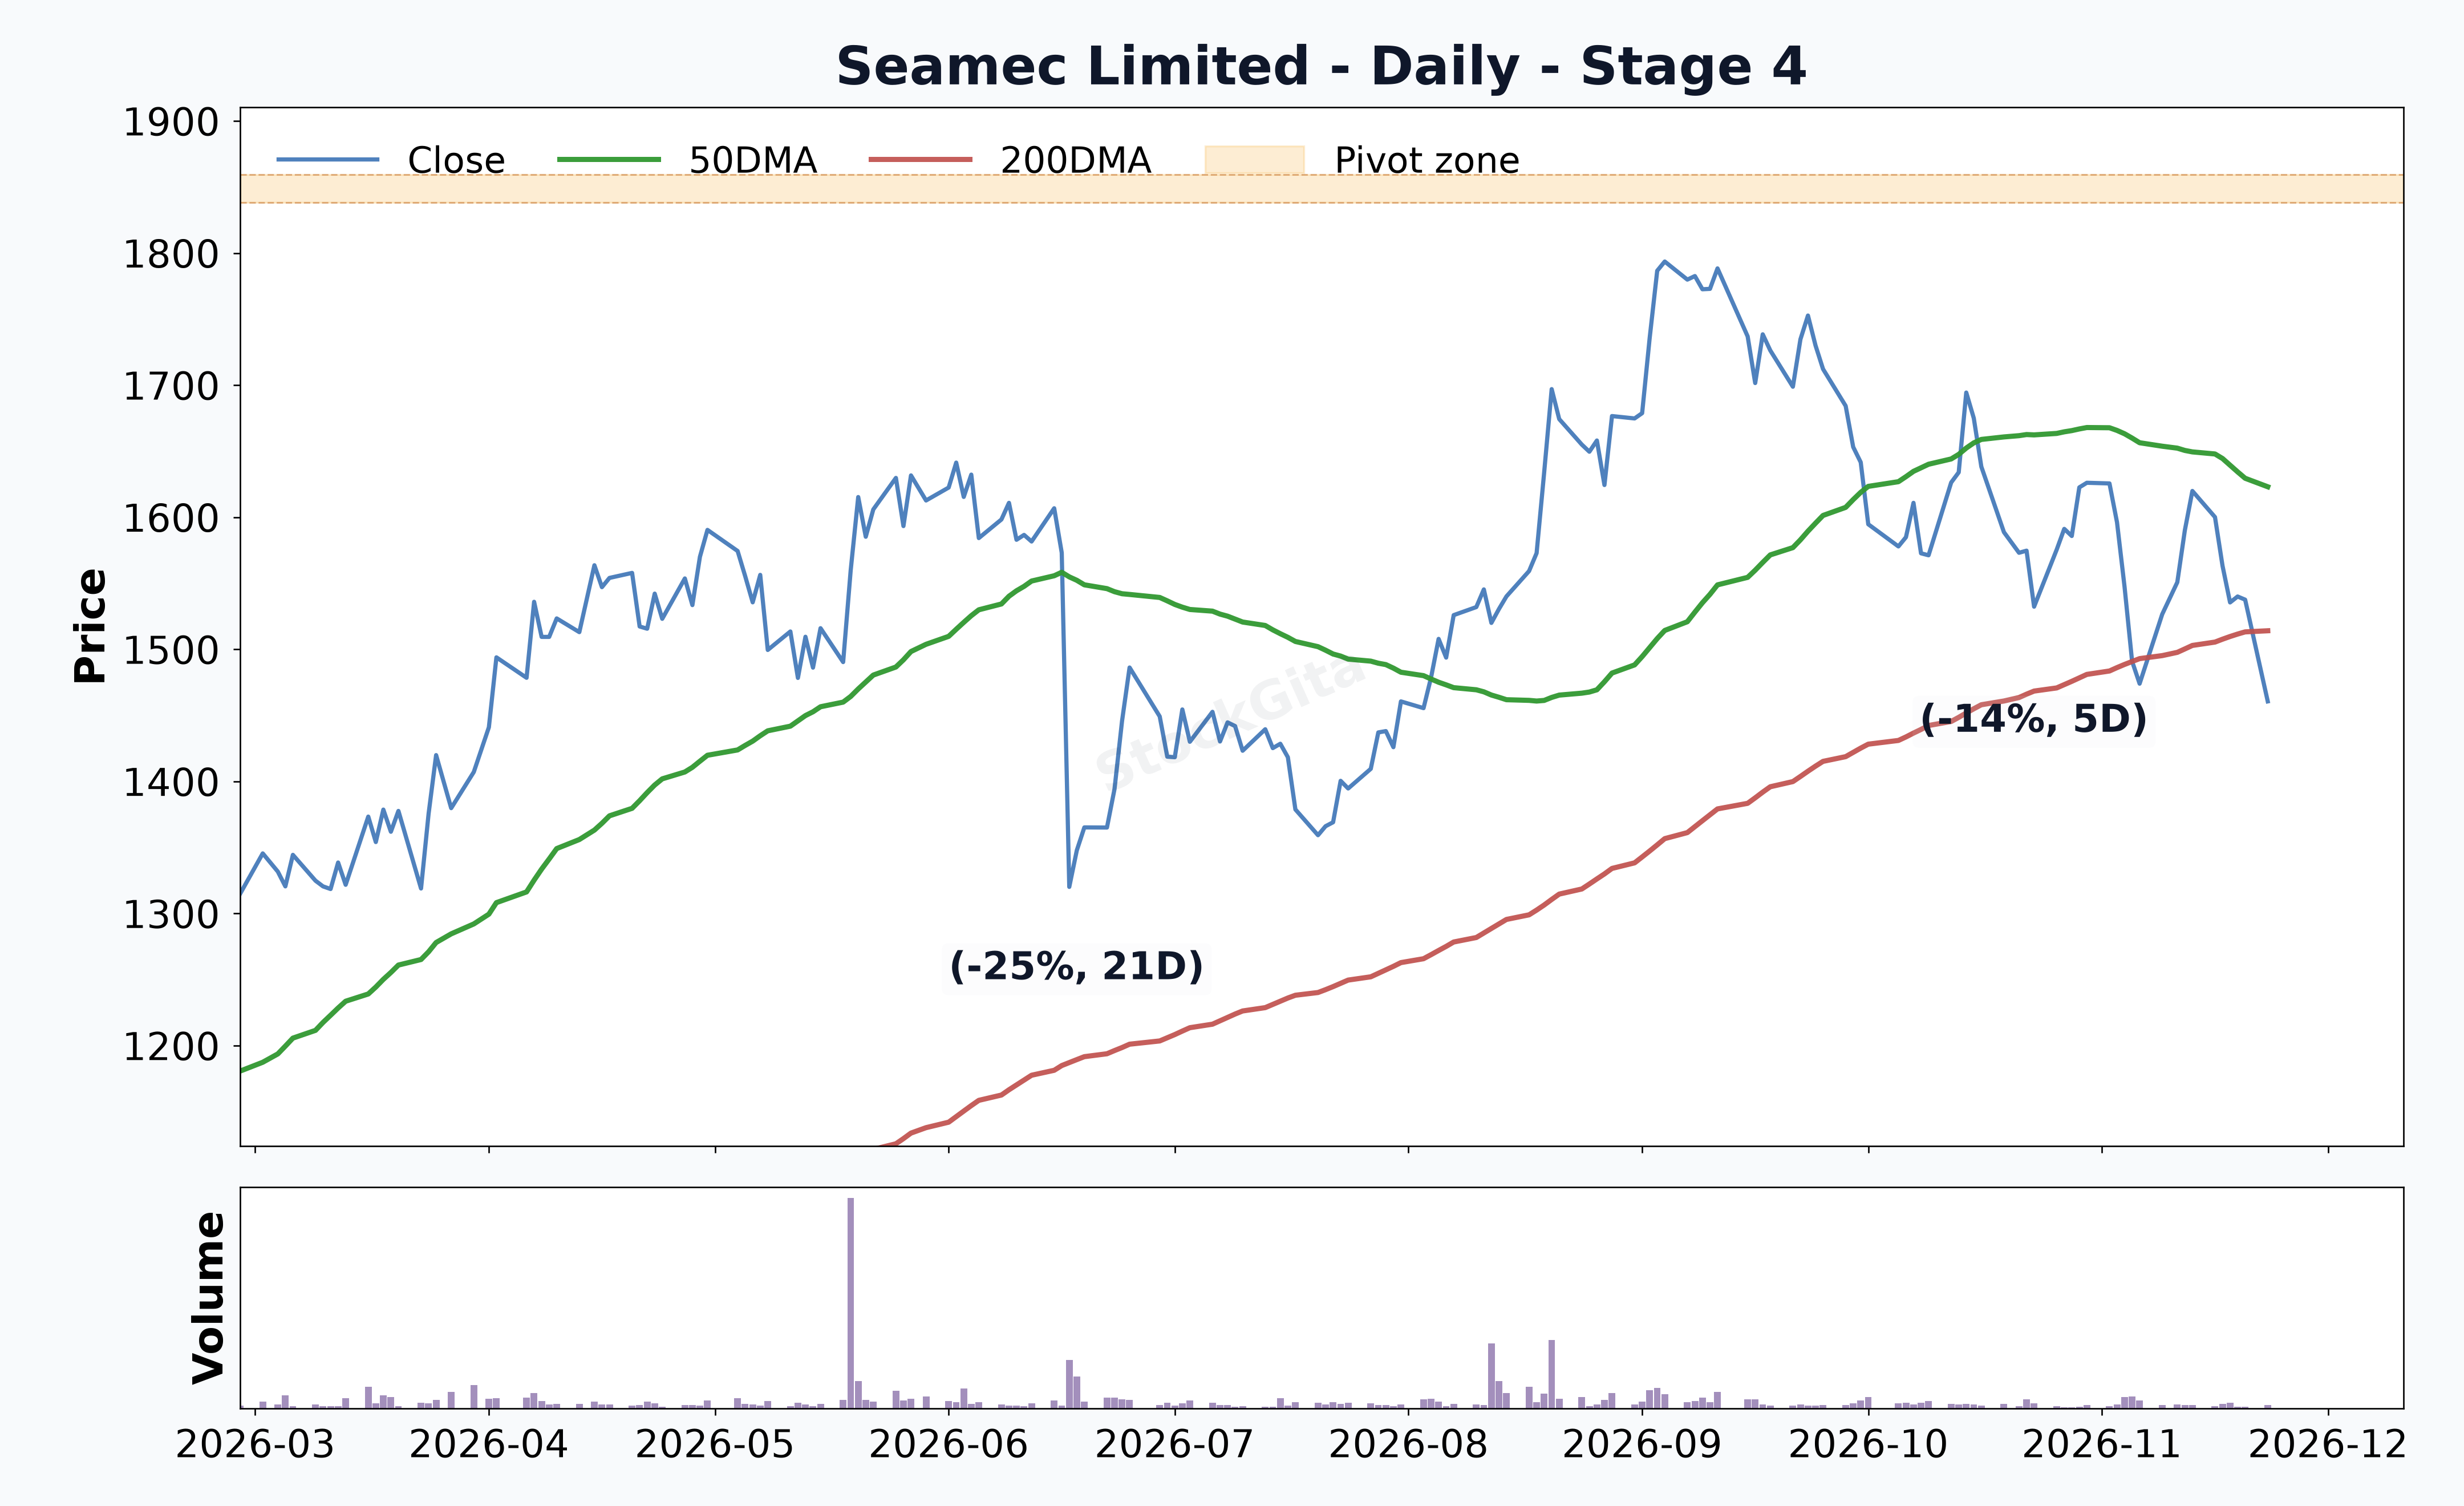 Seamec Limited - Daily - Stage 4
Close 50DMA 200DMA Pivot zone
1900
1800
1700
1600
1500
1400
1300
1200
Price
StockGita
(-14%, 5D)
(-25%, 21D)
Volume
2026-03 2026-04 2026-05 2026-06 2026-07 2026-08 2026-09 2026-10 2026-11 2026-12